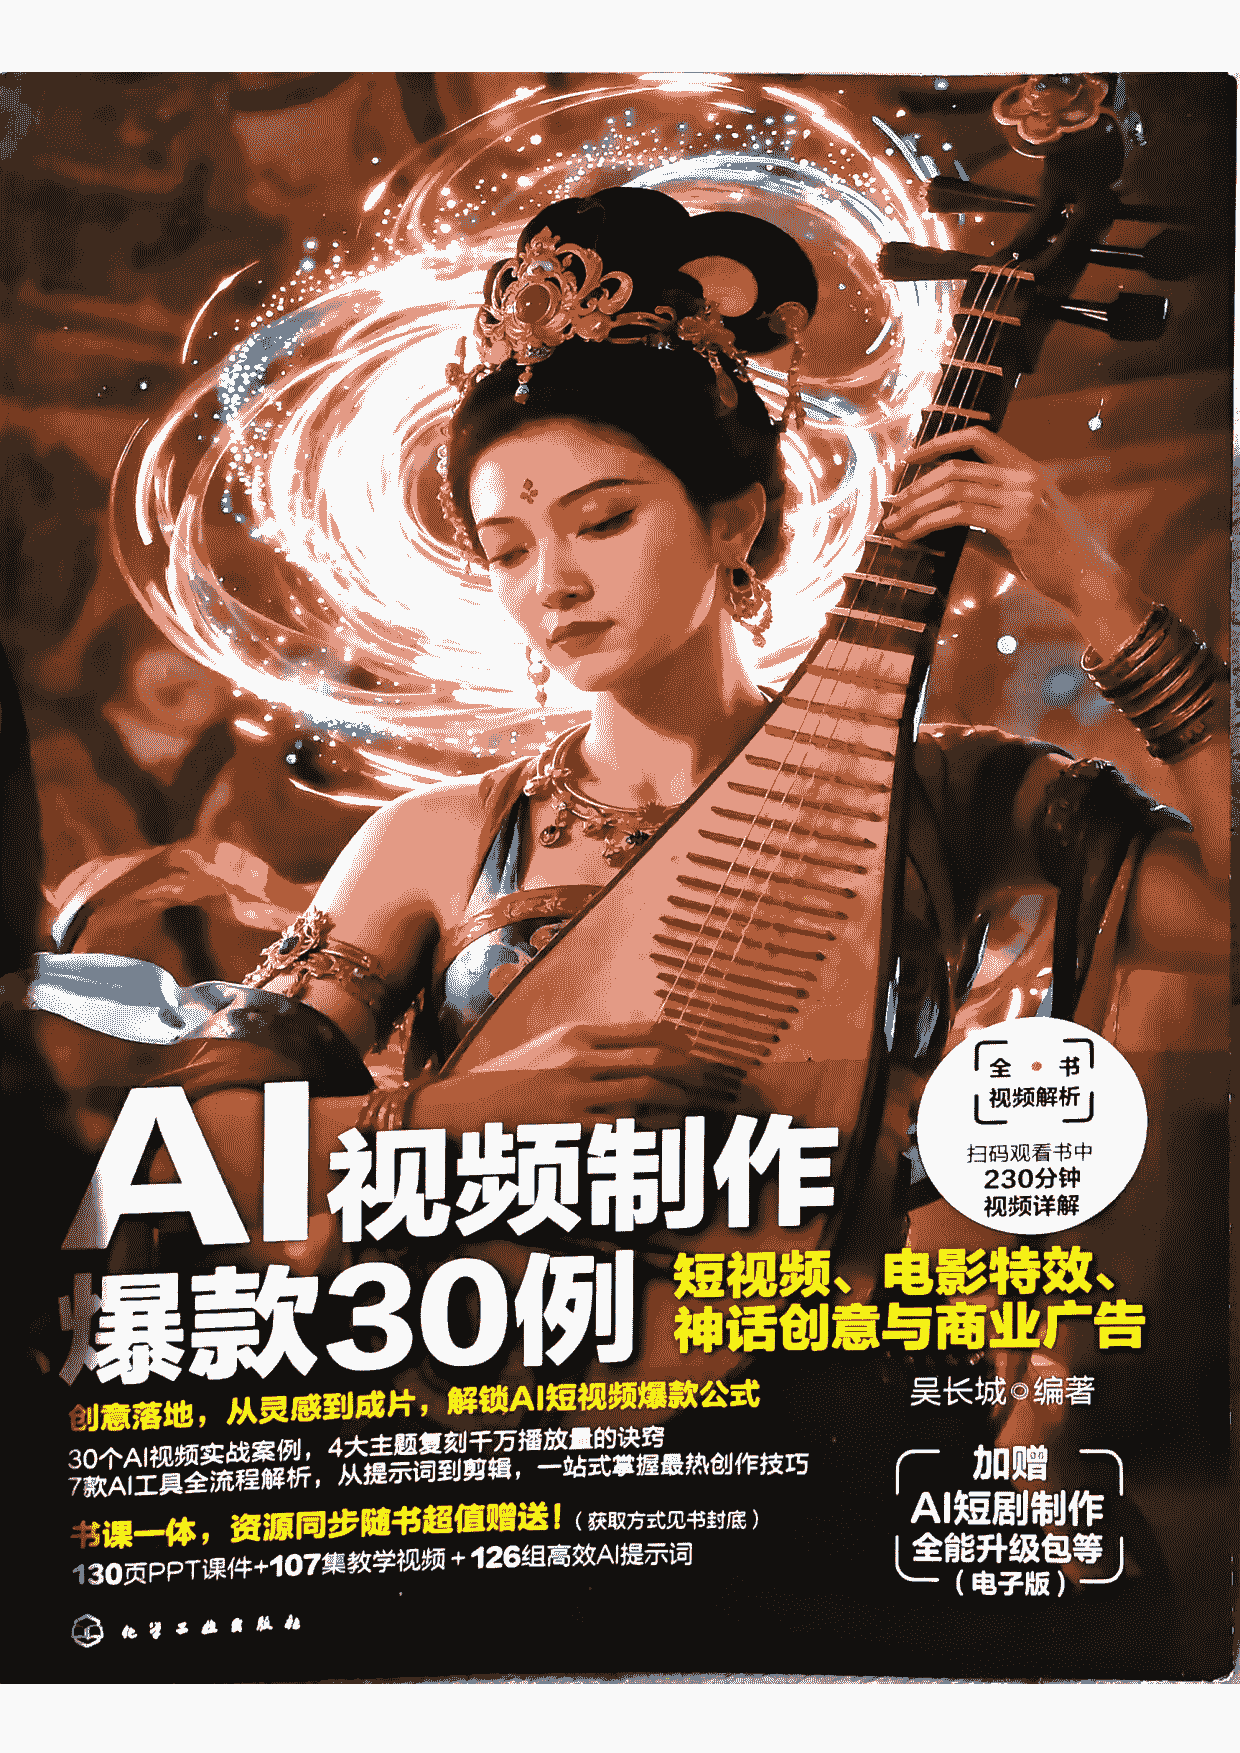 全·书
视频解析
扫码观看书中
230分钟
视频详解
AI视频制作
爆款30例
短视频、电影特效、
神话创意与商业广告
吴长城◎编著
创意落地，从灵感到成片，解锁AI短视频爆款公式
30个AI视频实战案例，4大主题复刻千万播放量的诀窍
7款AI工具全流程解析，从提示词到剪辑，一站式掌握最热创作技巧
书课一体，资源同步随书超值赠送！（获取方式见书封底）
130页PPT课件+107集教学视频+126组高效AI提示词
加赠
AI短剧制作
全能升级包等
（电子版）
化学工业出版社